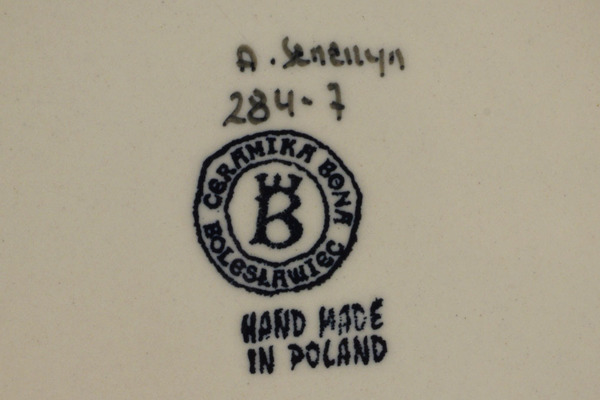 A.
284-7
CERAMIKA BONA
BOLESŁAWIEC
B
HAND MADE
IN POLAND